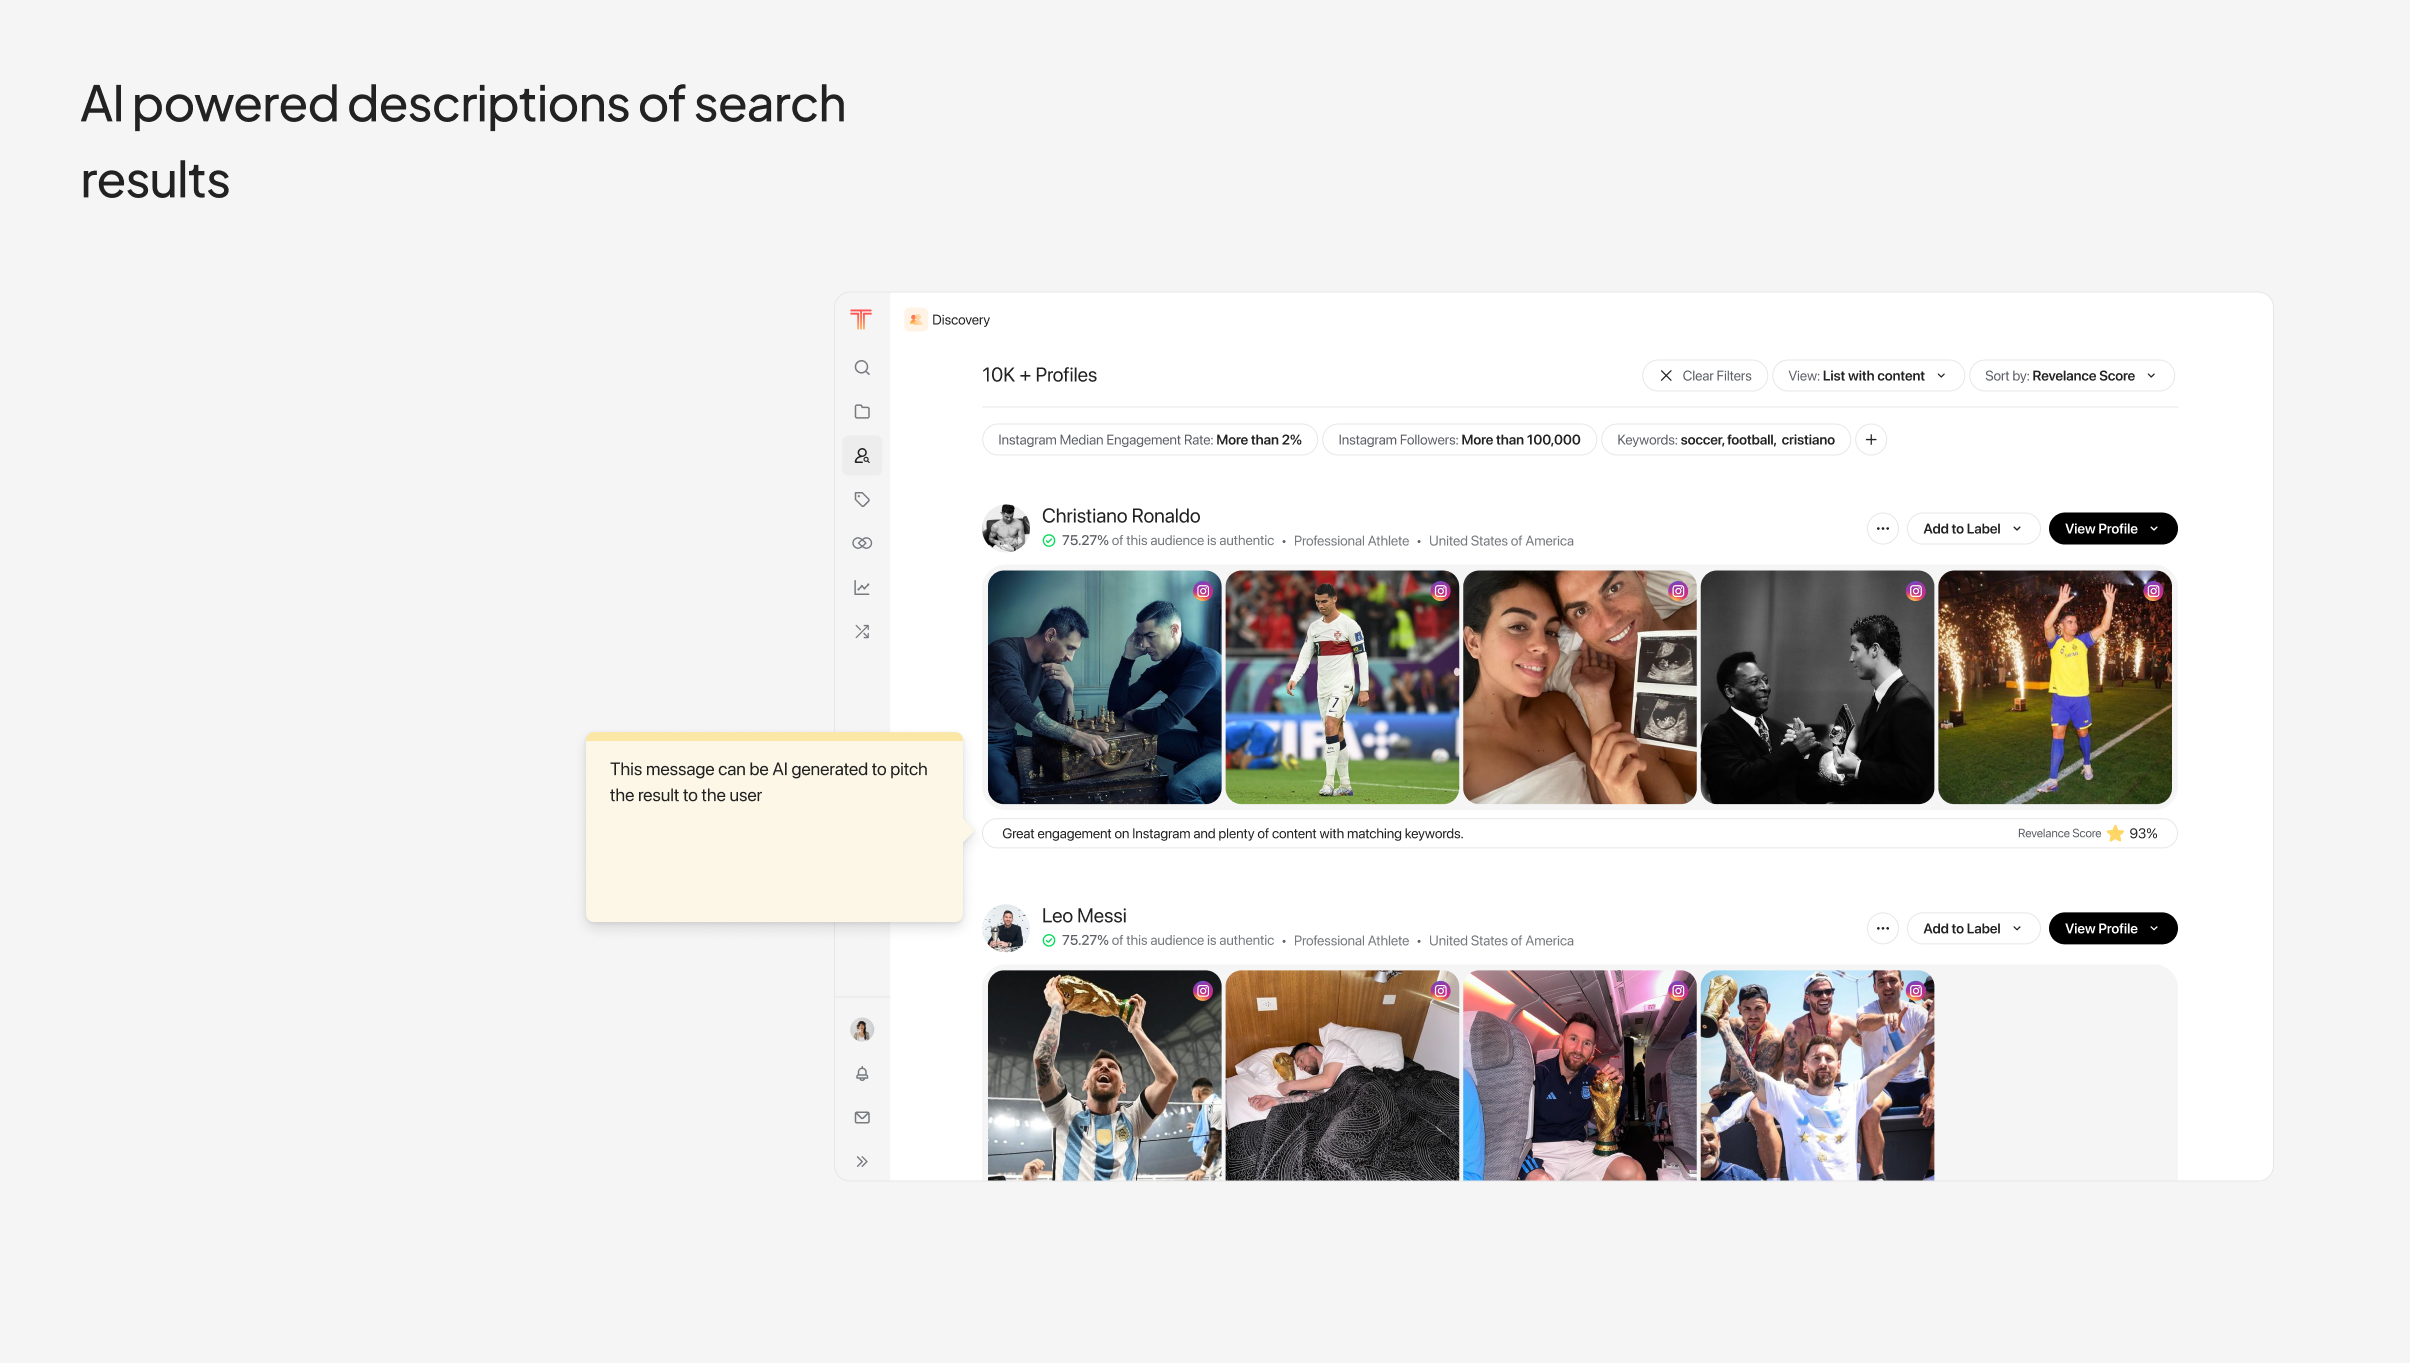 AI powered descriptions of search
results
Discovery
10K + Profiles
Clear Filters
View: List with content
Sort by: Revelance Score
Instagram Median Engagement Rate: More than 2%
Instagram Followers: More than 100,000
Keywords: soccer, football, cristiano
Christiano Ronaldo
75.27% of this audience is authentic • Professional Athlete • United States of America
Add to Label
View Profile
7
FIFA+
This message can be AI generated to pitch
the result to the user
Great engagement on Instagram and plenty of content with matching keywords.
Revelance Score 93%
Leo Messi
75.27% of this audience is authentic • Professional Athlete • United States of America
Add to Label
View Profile